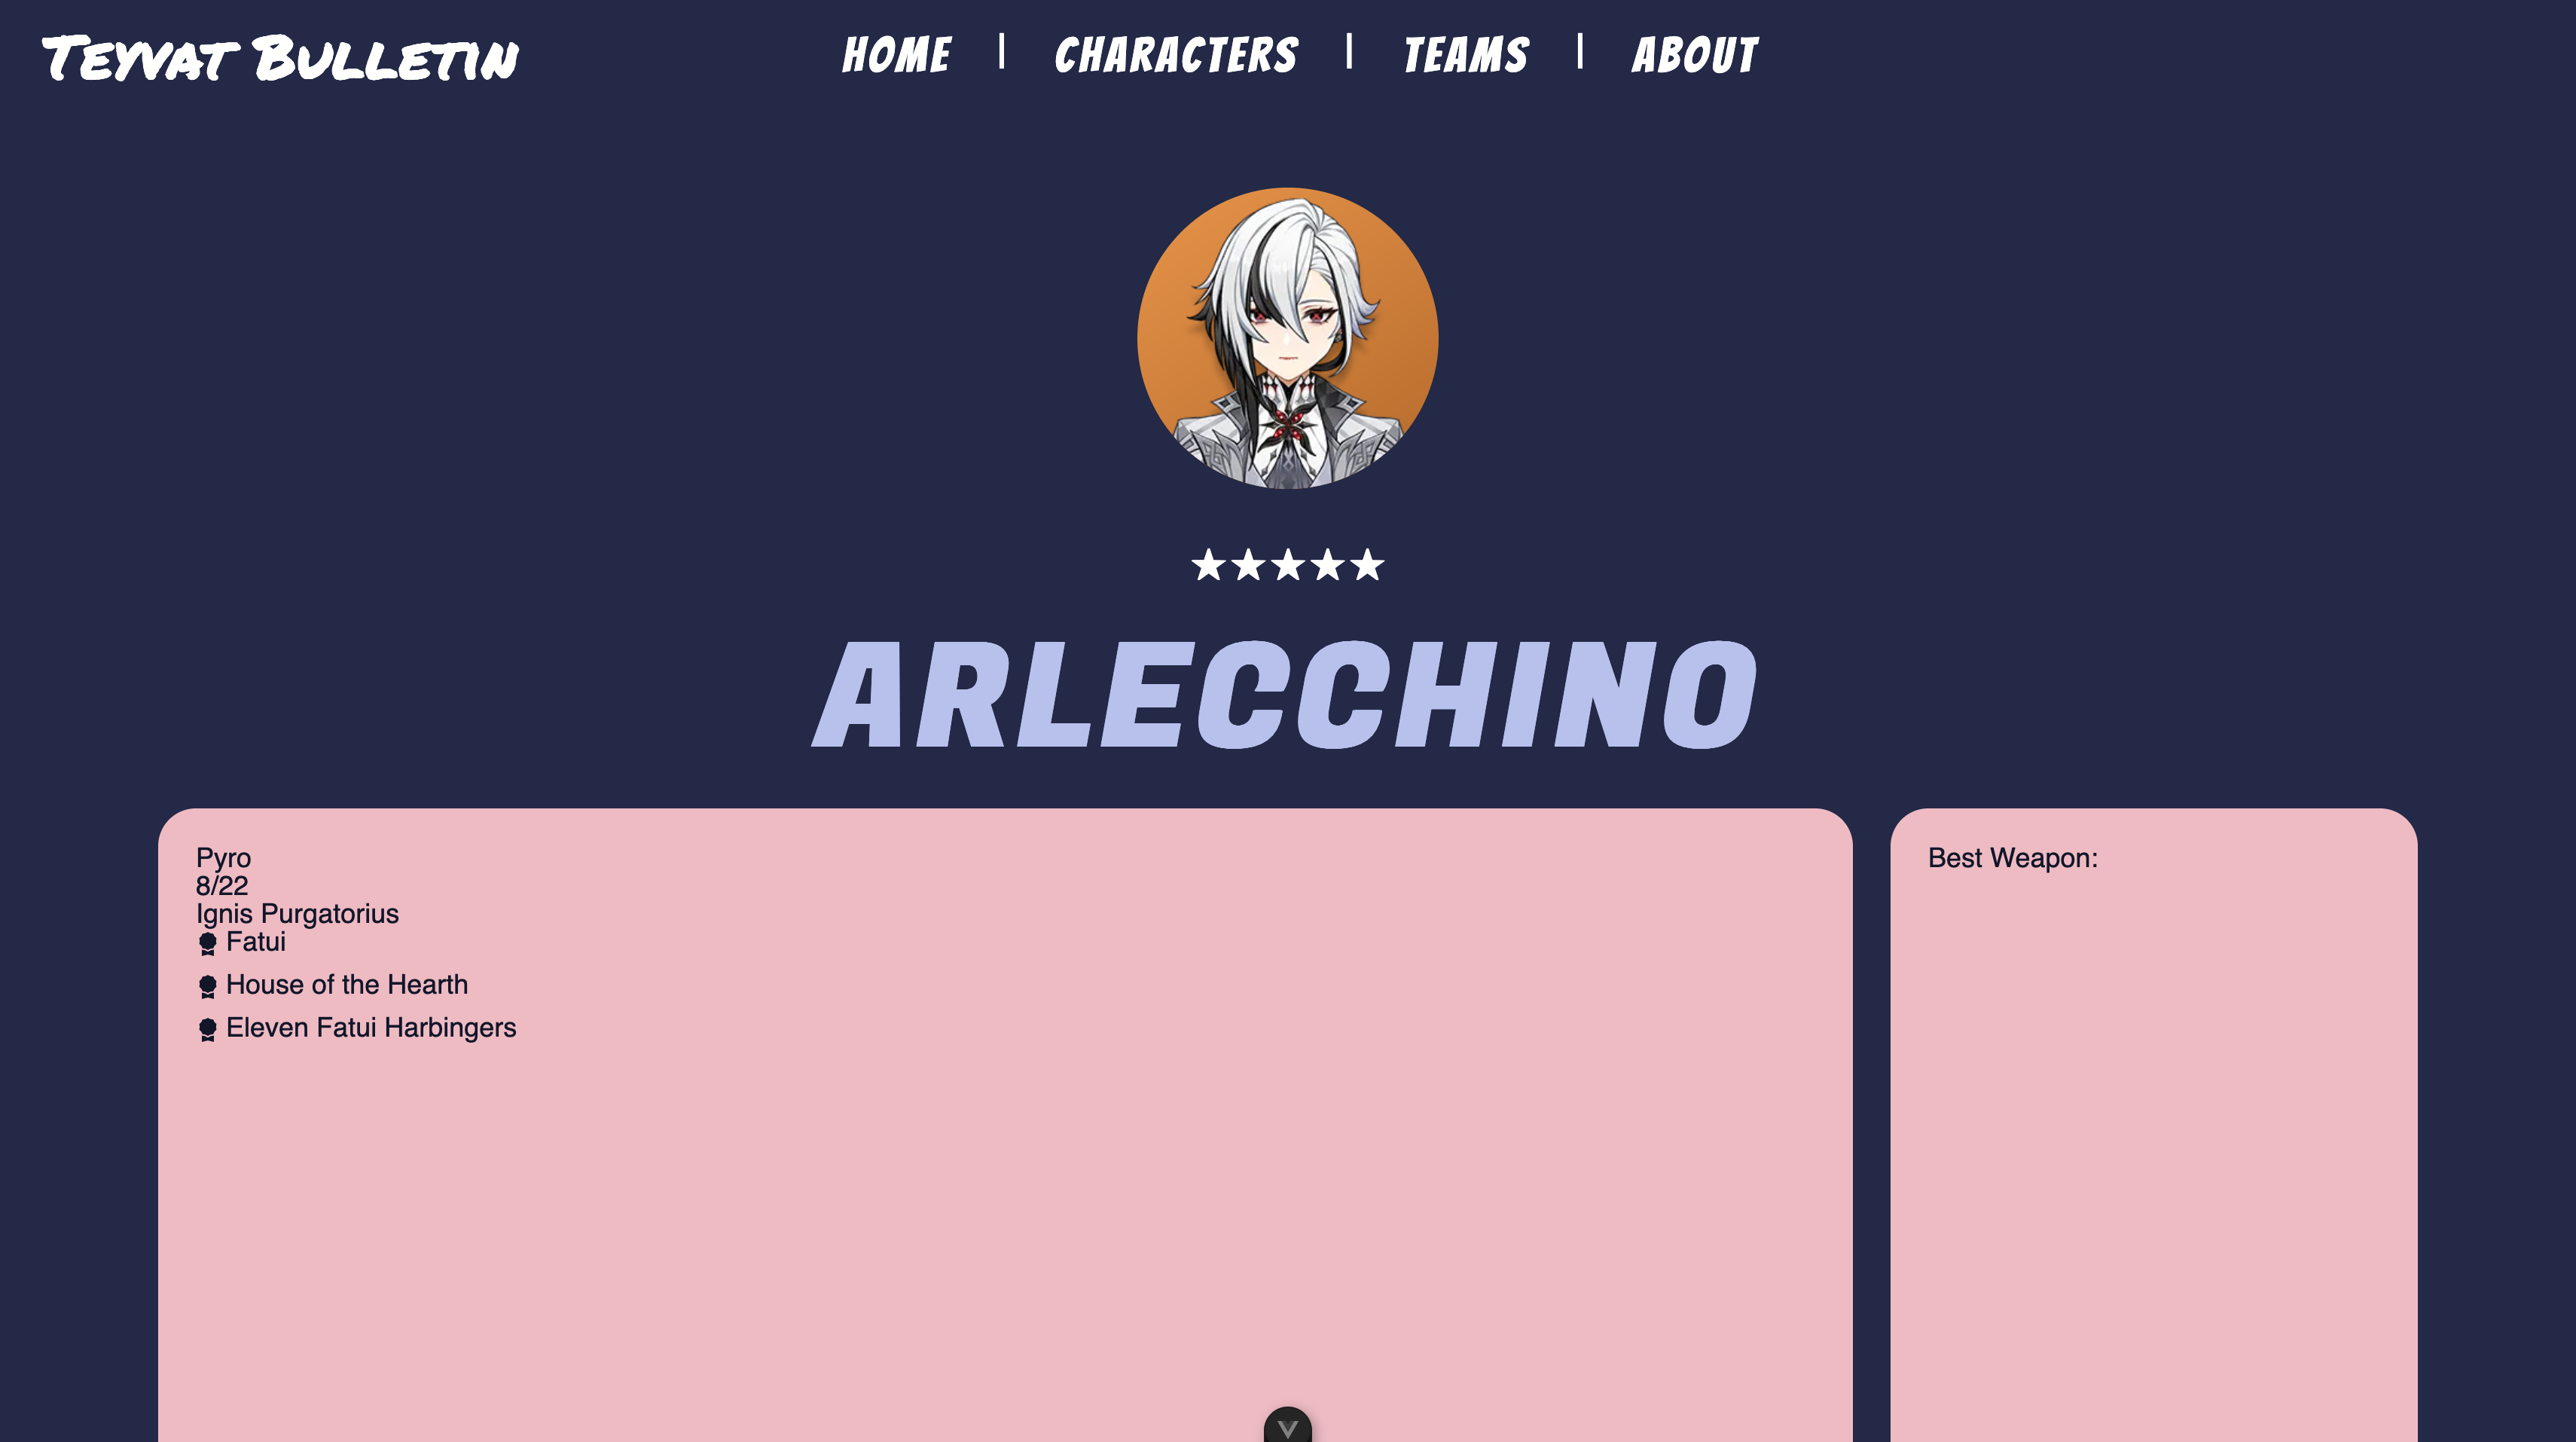 TEYVAT BULLETIN
HOME | CHARACTERS | TEAMS | ABOUT
ARLECCHINO
Pyro
8/22
Ignis Purgatorius
Fatui
House of the Hearth
Eleven Fatui Harbingers
Best Weapon: